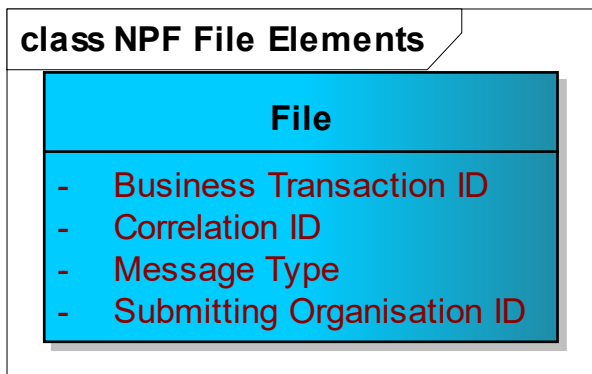 class NPF File Elements
File
- Business Transaction ID
- Correlation ID
- Message Type
- Submitting Organisation ID